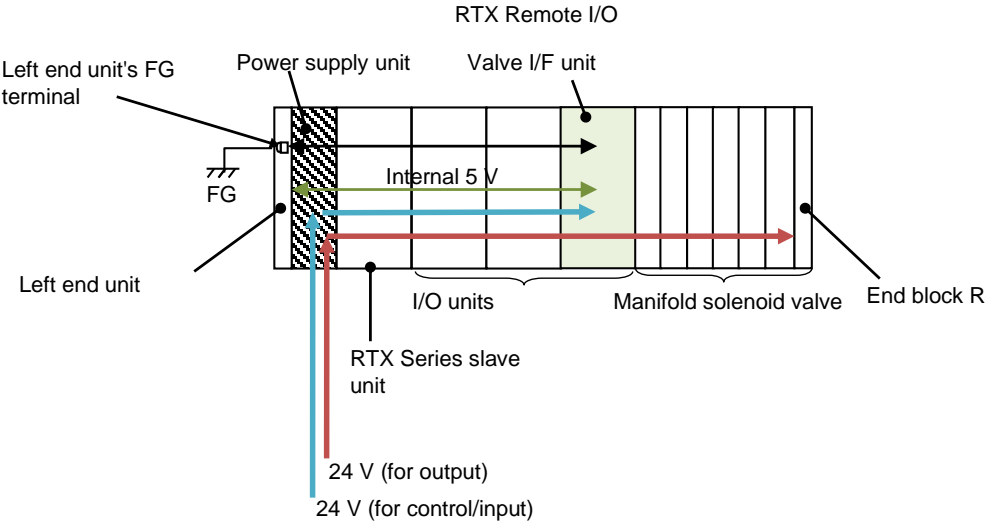 RTX Remote I/O
Left end unit's FG
terminal
Power supply unit
Valve I/F unit
Internal 5 V
FG
Left end unit
I/O units
Manifold solenoid valve
End block R
RTX Series slave
unit
24 V (for output)
24 V (for control/input)